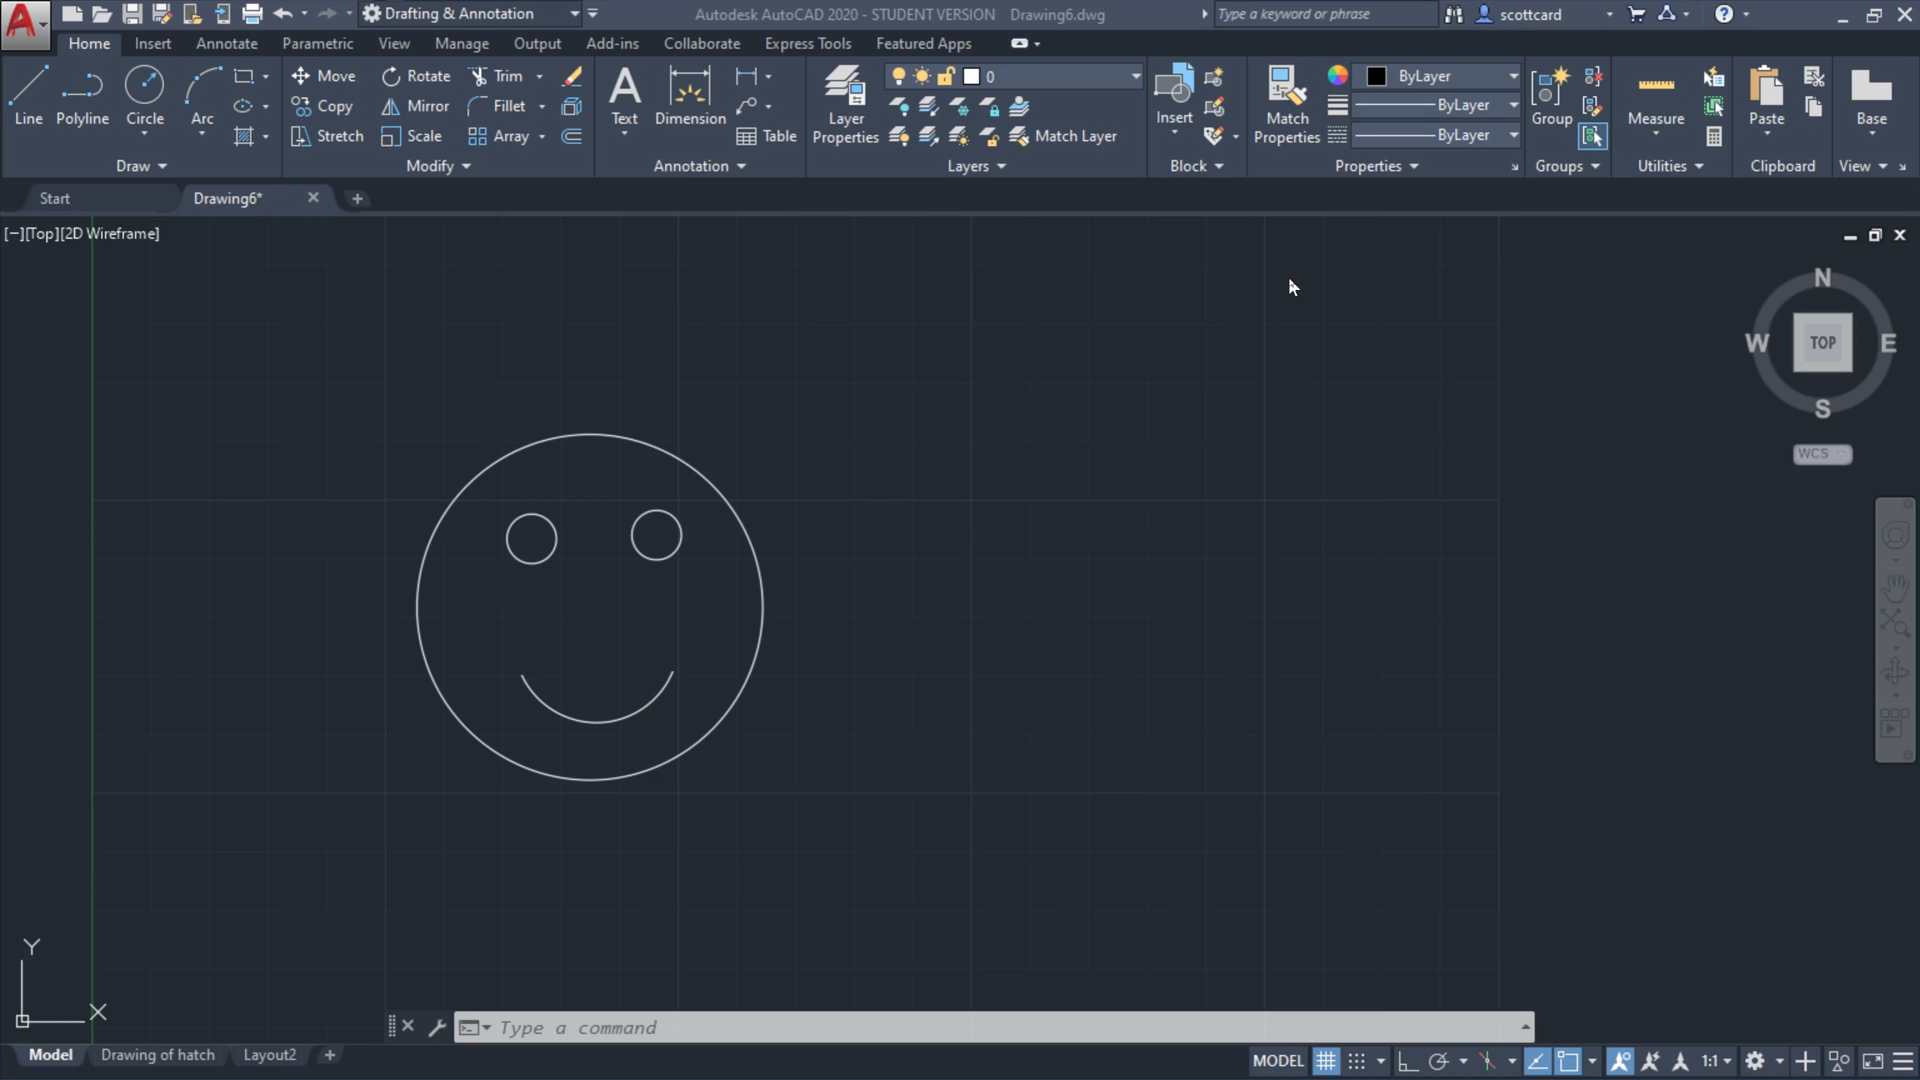 Drafting & Annotation Autodesk AutoCAD 2020 - STUDENT VERSION Drawing6.dwg Type a keyword or phrase scottcard
Home Insert Annotate Parametric View Manage Output Add-ins Collaborate Express Tools Featured Apps
Move Rotate Trim 0 ByLayer
Line Polyline Circle Arc Copy Mirror Fillet Text Dimension Layer Properties Insert Match Properties ByLayer Group Measure Paste Base
Stretch Scale Array Table Match Layer ByLayer
Draw Modify Annotation Layers Block Properties Groups Utilities Clipboard View
Start Drawing6*
[−][Top][2D Wireframe]
N
W TOP E
S
WCS
Y
X
Type a command
Model Drawing of hatch Layout2 MODEL 1:1